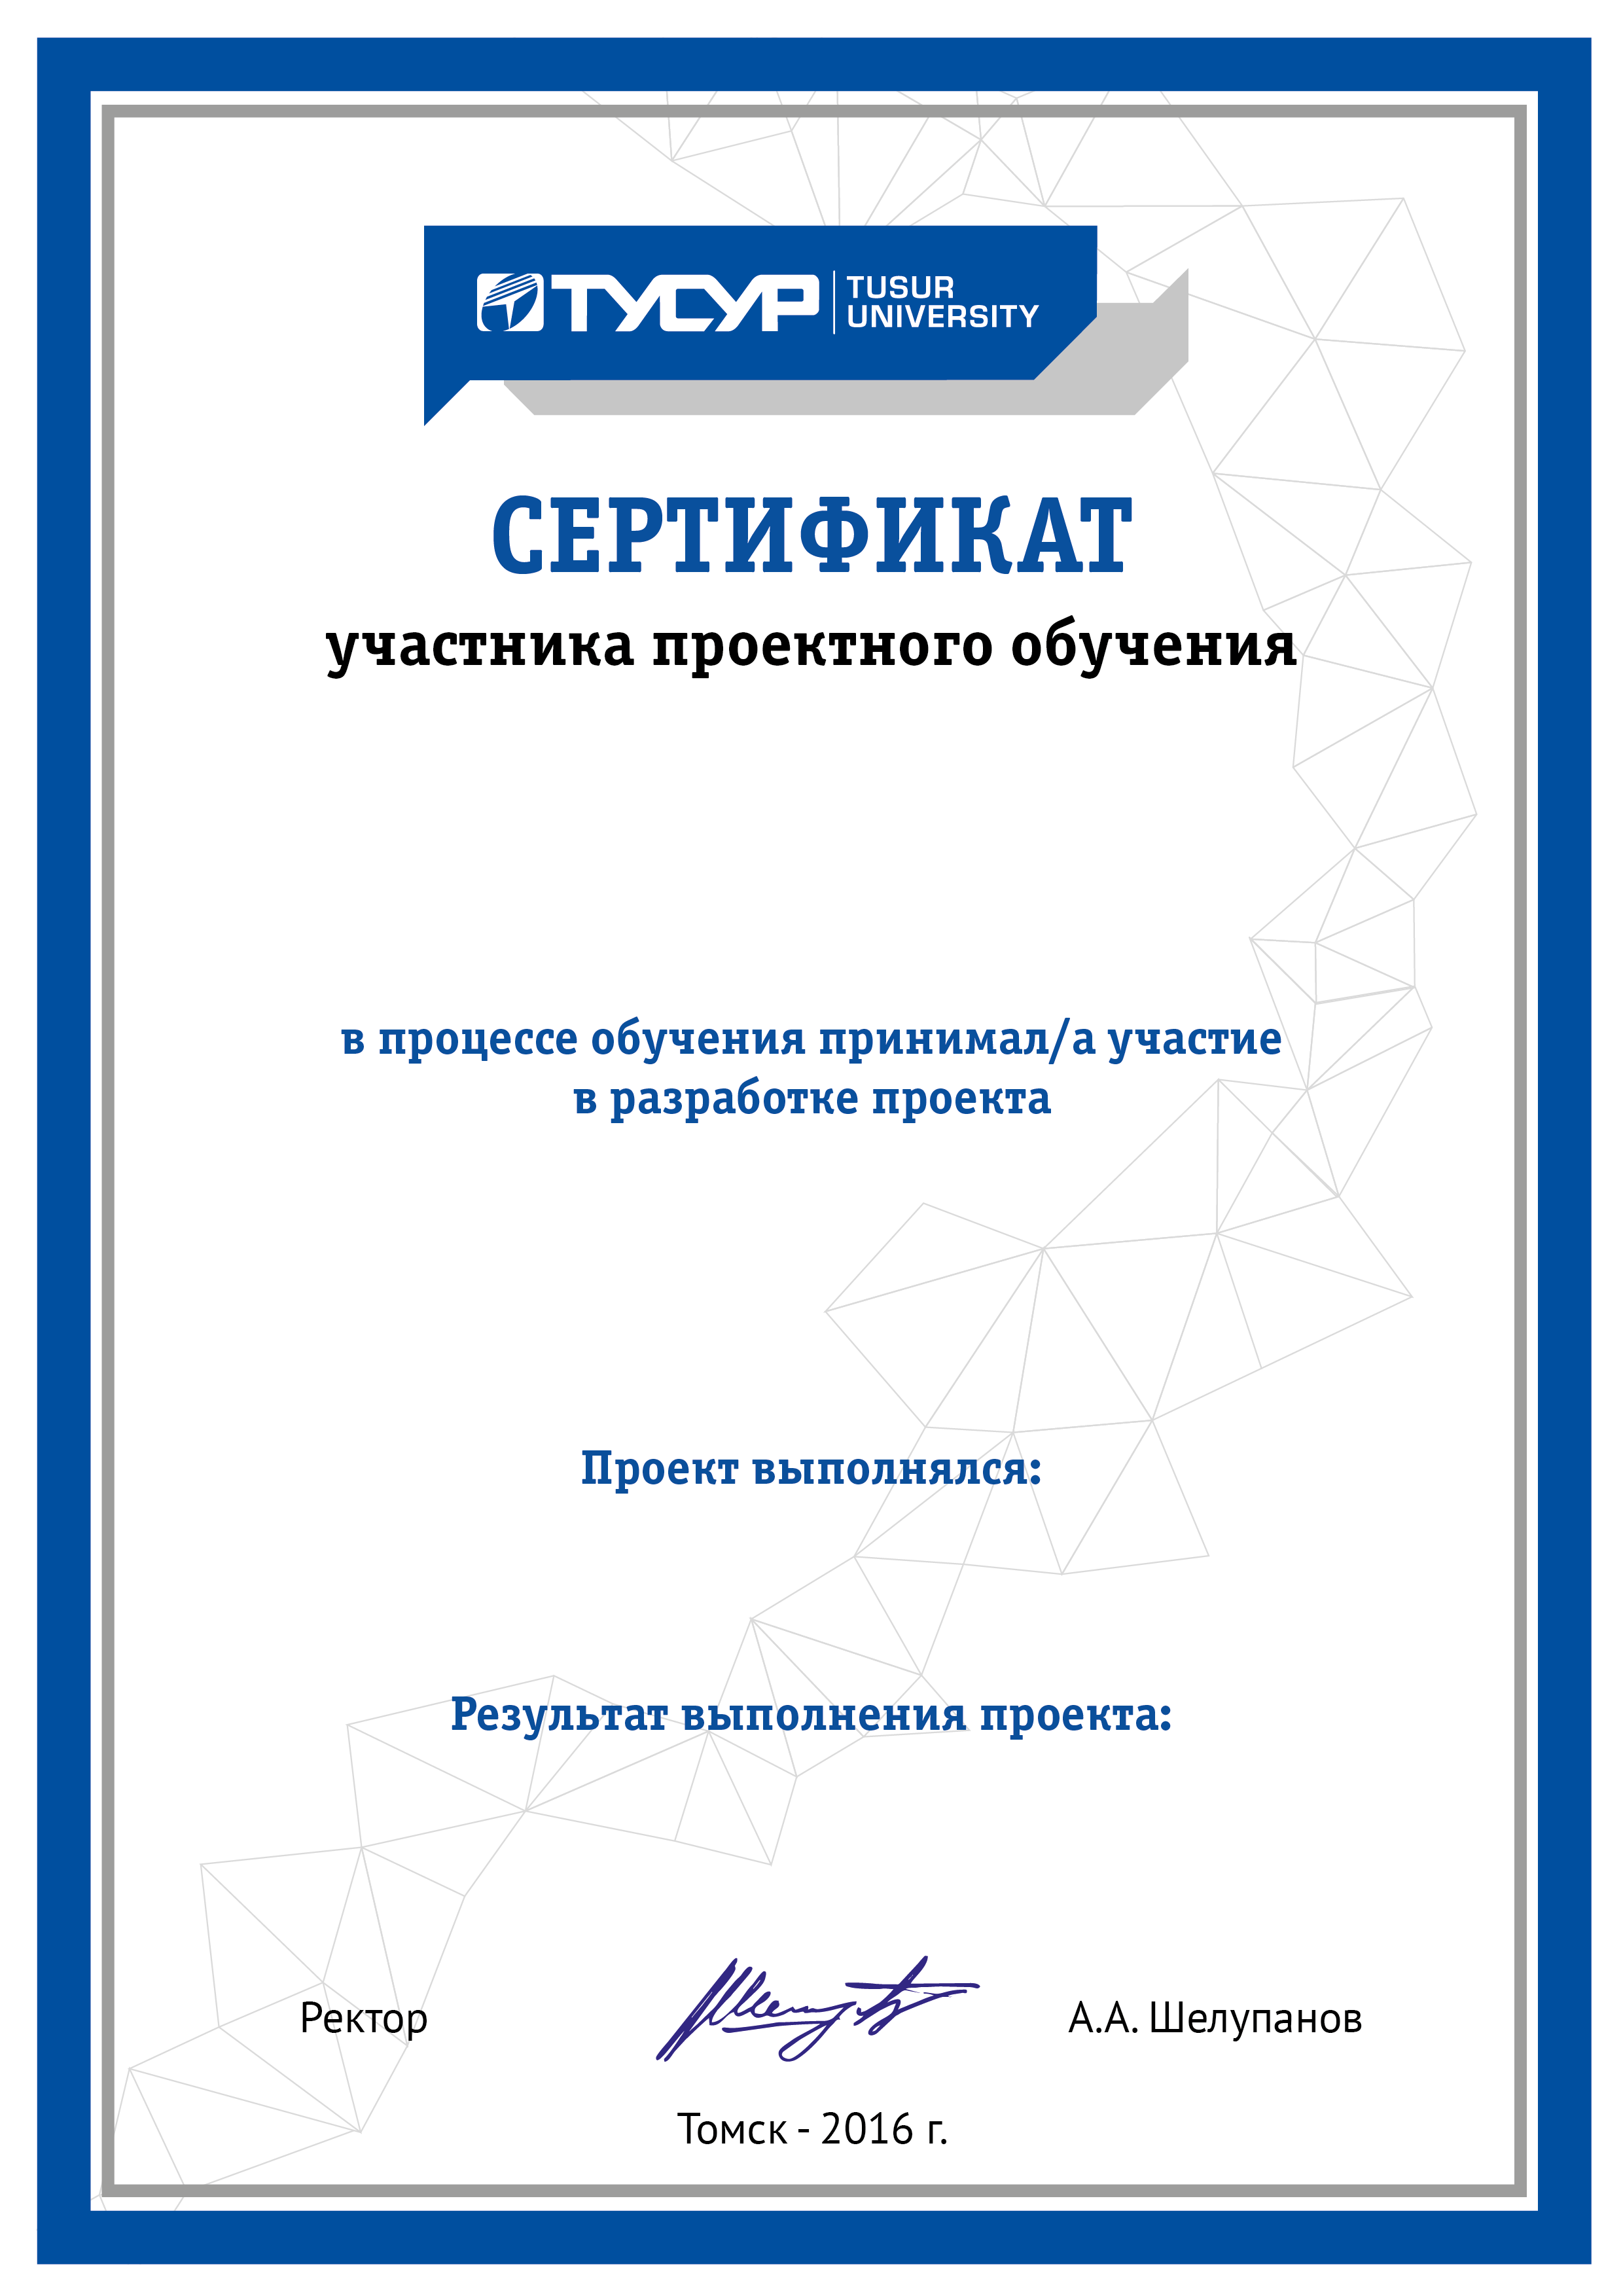 ТУСУР
TUSUR
UNIVERSITY
СЕРТИФИКАТ
участника проектного обучения
в процессе обучения принимал/а участие
в разработке проекта
Проект выполнялся:
Результат выполнения проекта:
Ректор
А.А. Шелупанов
Томск - 2016 г.